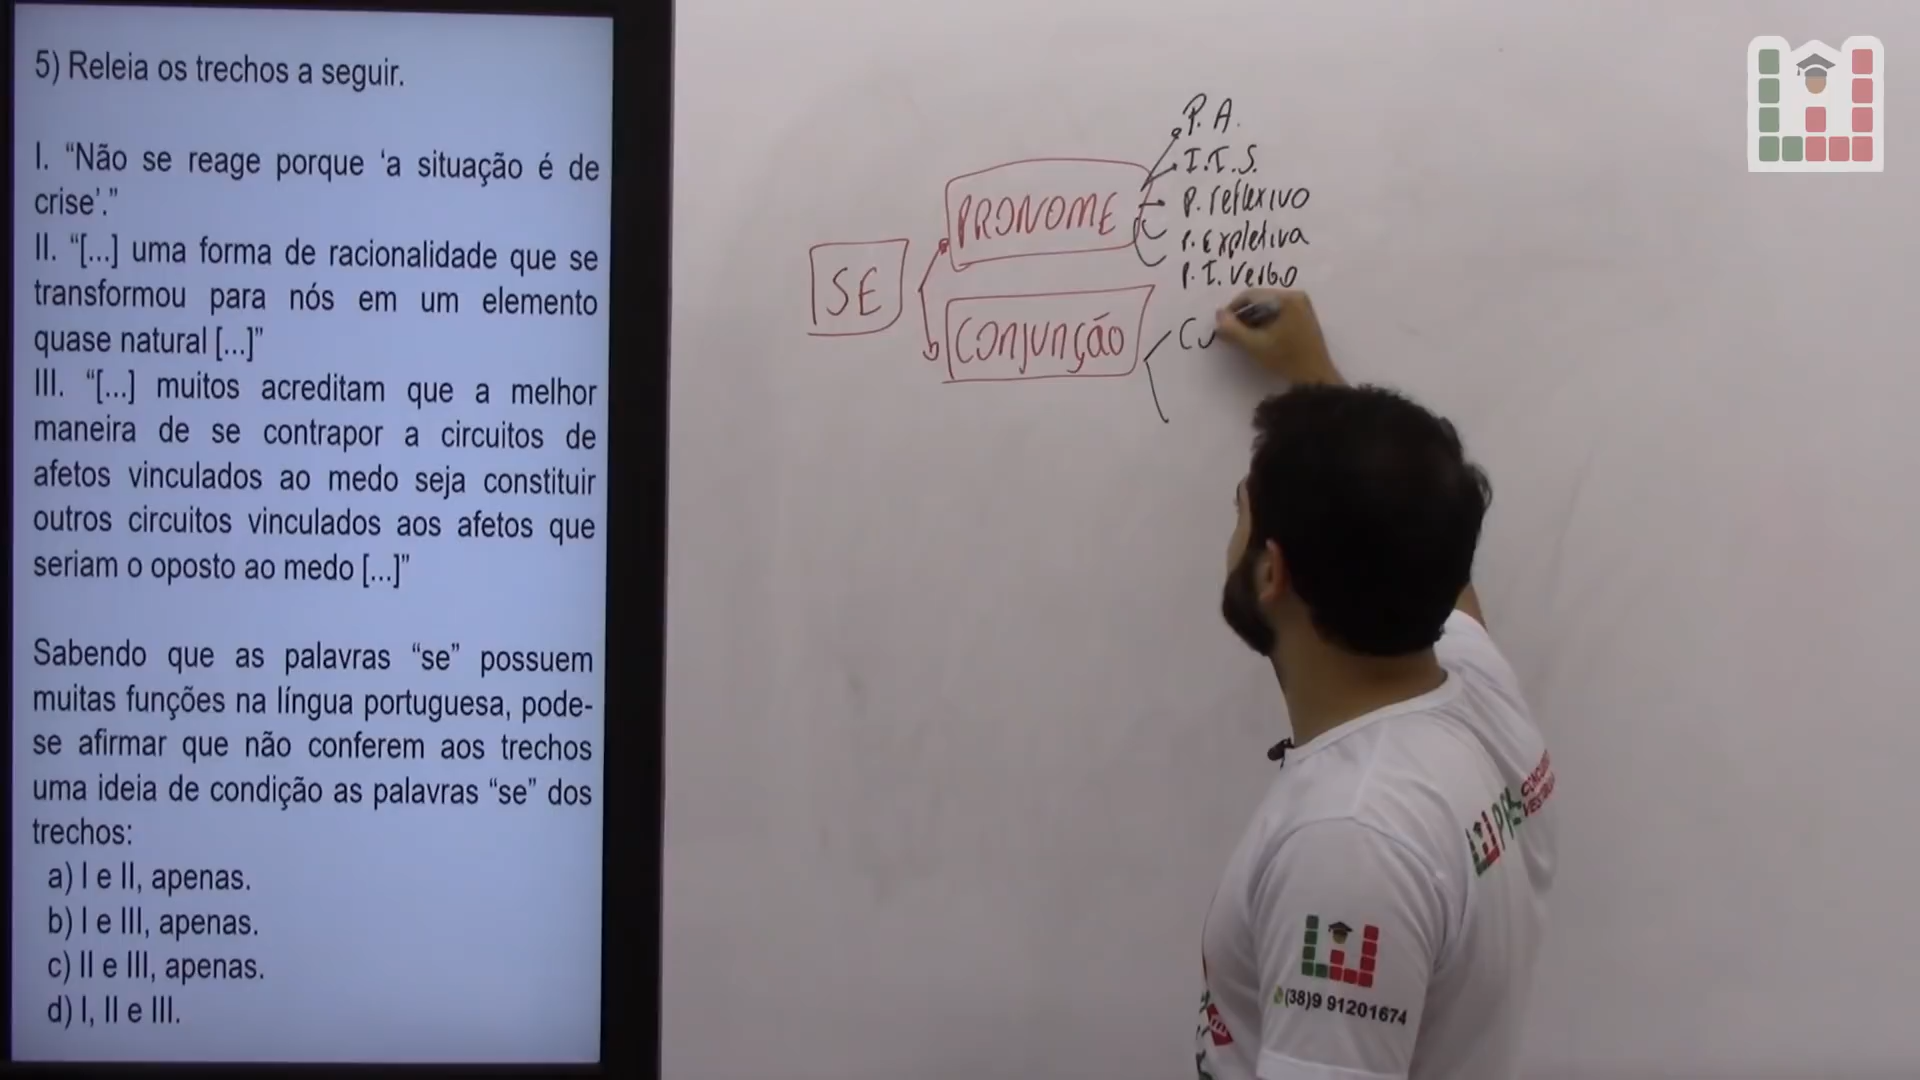 5) Releia os trechos a seguir.
I. “Não se reage porque ‘a situação é de
crise’.”
II. “[...] uma forma de racionalidade que se
transformou para nós em um elemento
quase natural [...]”
III. “[...] muitos acreditam que a melhor
maneira de se contrapor a circuitos de
afetos vinculados ao medo seja constituir
outros circuitos vinculados aos afetos que
seriam o oposto ao medo [...]”
Sabendo que as palavras “se” possuem
muitas funções na língua portuguesa, pode-
se afirmar que não conferem aos trechos
uma ideia de condição as palavras “se” dos
trechos:
a) I e II, apenas.
b) I e III, apenas.
c) II e III, apenas.
d) I, II e III.
SE
PRONOME
P. A.
I.I.S.
P. reflexivo
P. Expletiva
P. I. Verbo
CONJUNÇÃO
(38)9 91201674